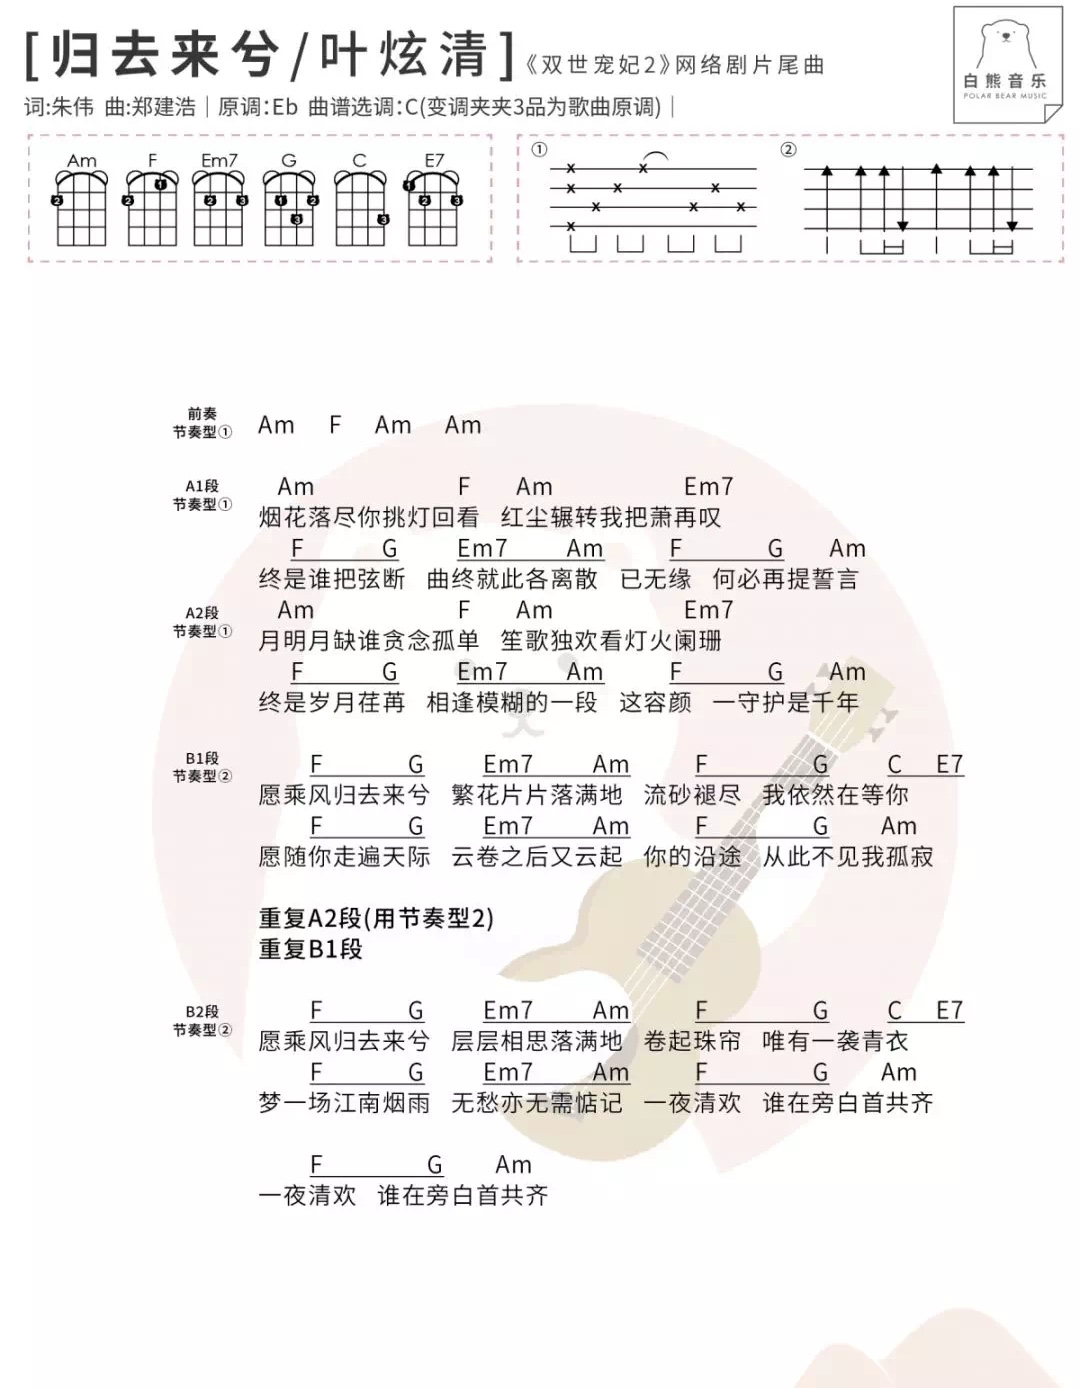 [归去来兮/叶炫清]《双世宠妃2》网络剧片尾曲
白熊音乐
POLAR BEAR MUSIC
词:朱伟 曲:郑建浩｜原调:Eb 曲谱选调:C(变调夹夹3品为歌曲原调)｜
Am F Em7 G C E7
① ②
2 2 1 2 3 1 3 2 3 1 2 3
前奏
节奏型① Am F Am Am
A1段
节奏型①
Am F Am Em7
烟花落尽你挑灯回看 红尘辗转我把萧再叹
F G Em7 Am F G Am
终是谁把弦断 曲终就此各离散 已无缘 何必再提誓言
A2段
节奏型①
Am F Am Em7
月明月缺谁贪念孤单 笙歌独欢看灯火阑珊
F G Em7 Am F G Am
终是岁月荏苒 相逢模糊的一段 这容颜 一守护是千年
B1段
节奏型②
F G Em7 Am F G C E7
愿乘风归去来兮 繁花片片落满地 流砂褪尽 我依然在等你
F G Em7 Am F G Am
愿随你走遍天际 云卷之后又云起 你的沿途 从此不见我孤寂
重复A2段(用节奏型2)
重复B1段
B2段
节奏型②
F G Em7 Am F G C E7
愿乘风归去来兮 层层相思落满地 卷起珠帘 唯有一袭青衣
F G Em7 Am F G Am
梦一场江南烟雨 无愁亦无需惦记 一夜清欢 谁在旁白首共齐
F G Am
一夜清欢 谁在旁白首共齐